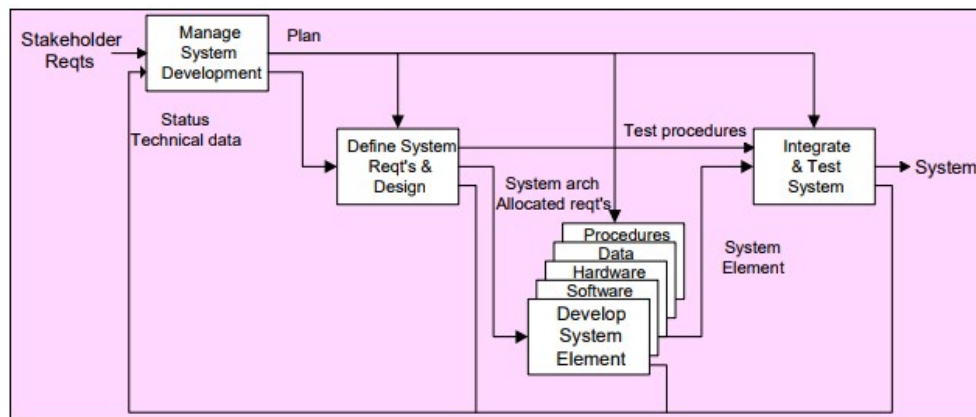 Stakeholder
Reqts
Manage
System
Development
Plan
Status
Technical data
Define System
Reqt's &
Design
Test procedures
Integrate
& Test
System
System
System arch
Allocated reqt's
Procedures
Data
Hardware
Software
Develop
System
Element
System
Element